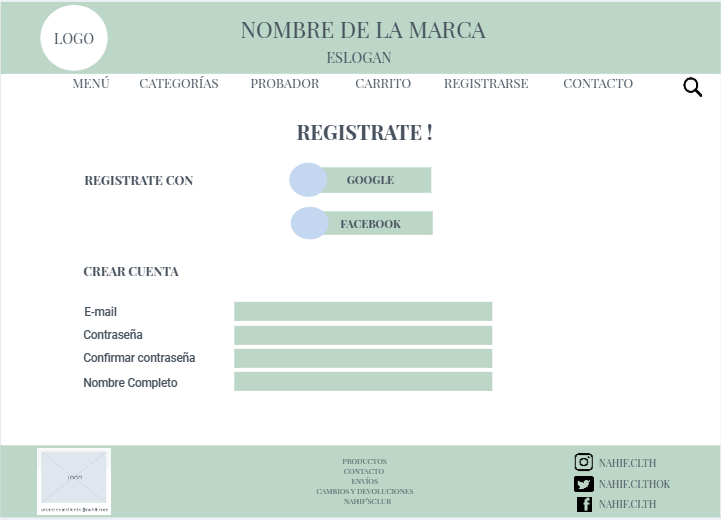 LOGO
NOMBRE DE LA MARCA
ESLOGAN
MENÚ CATEGORÍAS PROBADOR CARRITO REGISTRARSE CONTACTO
REGISTRATE !
REGISTRATE CON
GOOGLE
FACEBOOK
CREAR CUENTA
E-mail
Contraseña
Confirmar contraseña
Nombre Completo
LOGO
PRODUCTOS
CONTACTO
ENVÍOS
CAMBIOS Y DEVOLUCIONES
NAHIF'SCLUB
NAHIF.CLTH
NAHIF.CLTHOK
NAHIF.CLTH